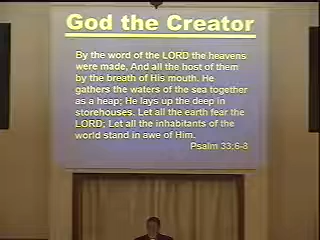 God the Creator
By the word of the LORD the heavens
were made, And all the host of them
by the breath of His mouth. He
gathers the waters of the sea together
as a heap; He lays up the deep in
storehouses. Let all the earth fear the
LORD; Let all the inhabitants of the
world stand in awe of Him.
Psalm 33:6-8